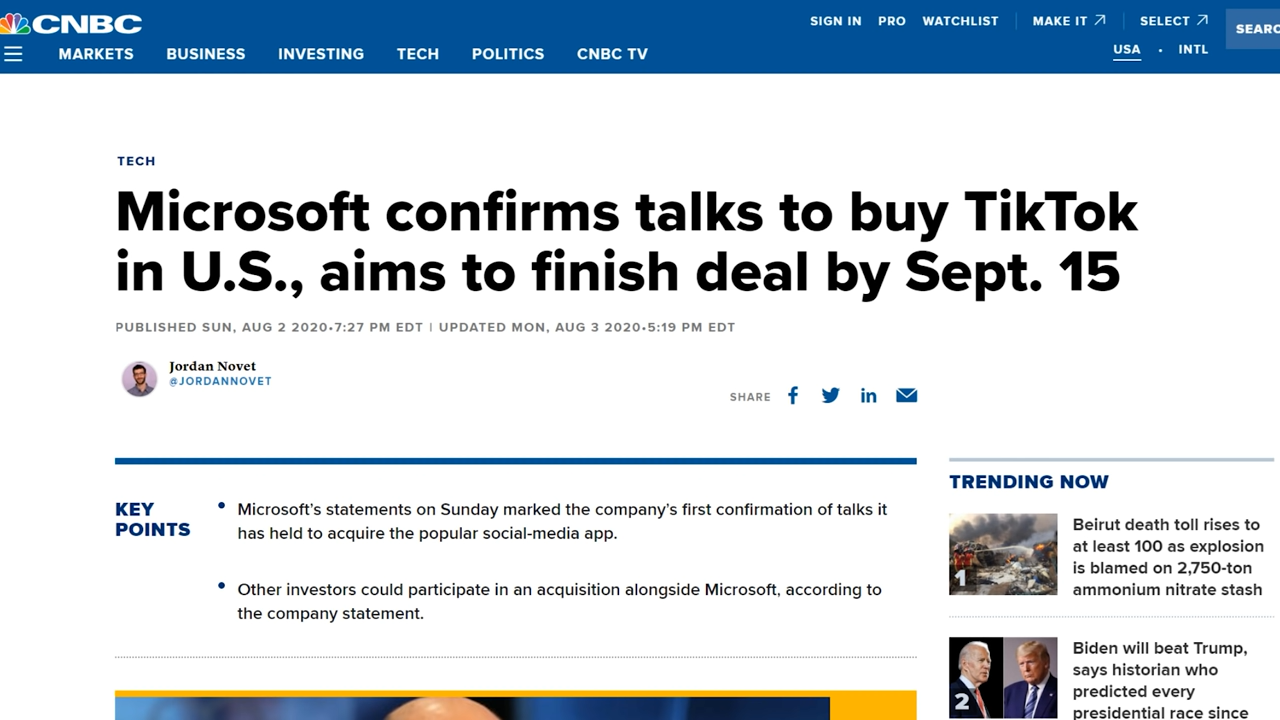 CNBC
SIGN IN PRO WATCHLIST MAKE IT SELECT
MARKETS BUSINESS INVESTING TECH POLITICS CNBC TV
USA • INTL
SEARC
TECH
Microsoft confirms talks to buy TikTok
in U.S., aims to finish deal by Sept. 15
PUBLISHED SUN, AUG 2 2020•7:27 PM EDT | UPDATED MON, AUG 3 2020•5:19 PM EDT
Jordan Novet
@JORDANNOVET
SHARE
KEY
POINTS
• Microsoft's statements on Sunday marked the company's first confirmation of talks it
has held to acquire the popular social-media app.
• Other investors could participate in an acquisition alongside Microsoft, according to
the company statement.
TRENDING NOW
1
Beirut death toll rises to
at least 100 as explosion
is blamed on 2,750-ton
ammonium nitrate stash
2
Biden will beat Trump,
says historian who
predicted every
presidential race since